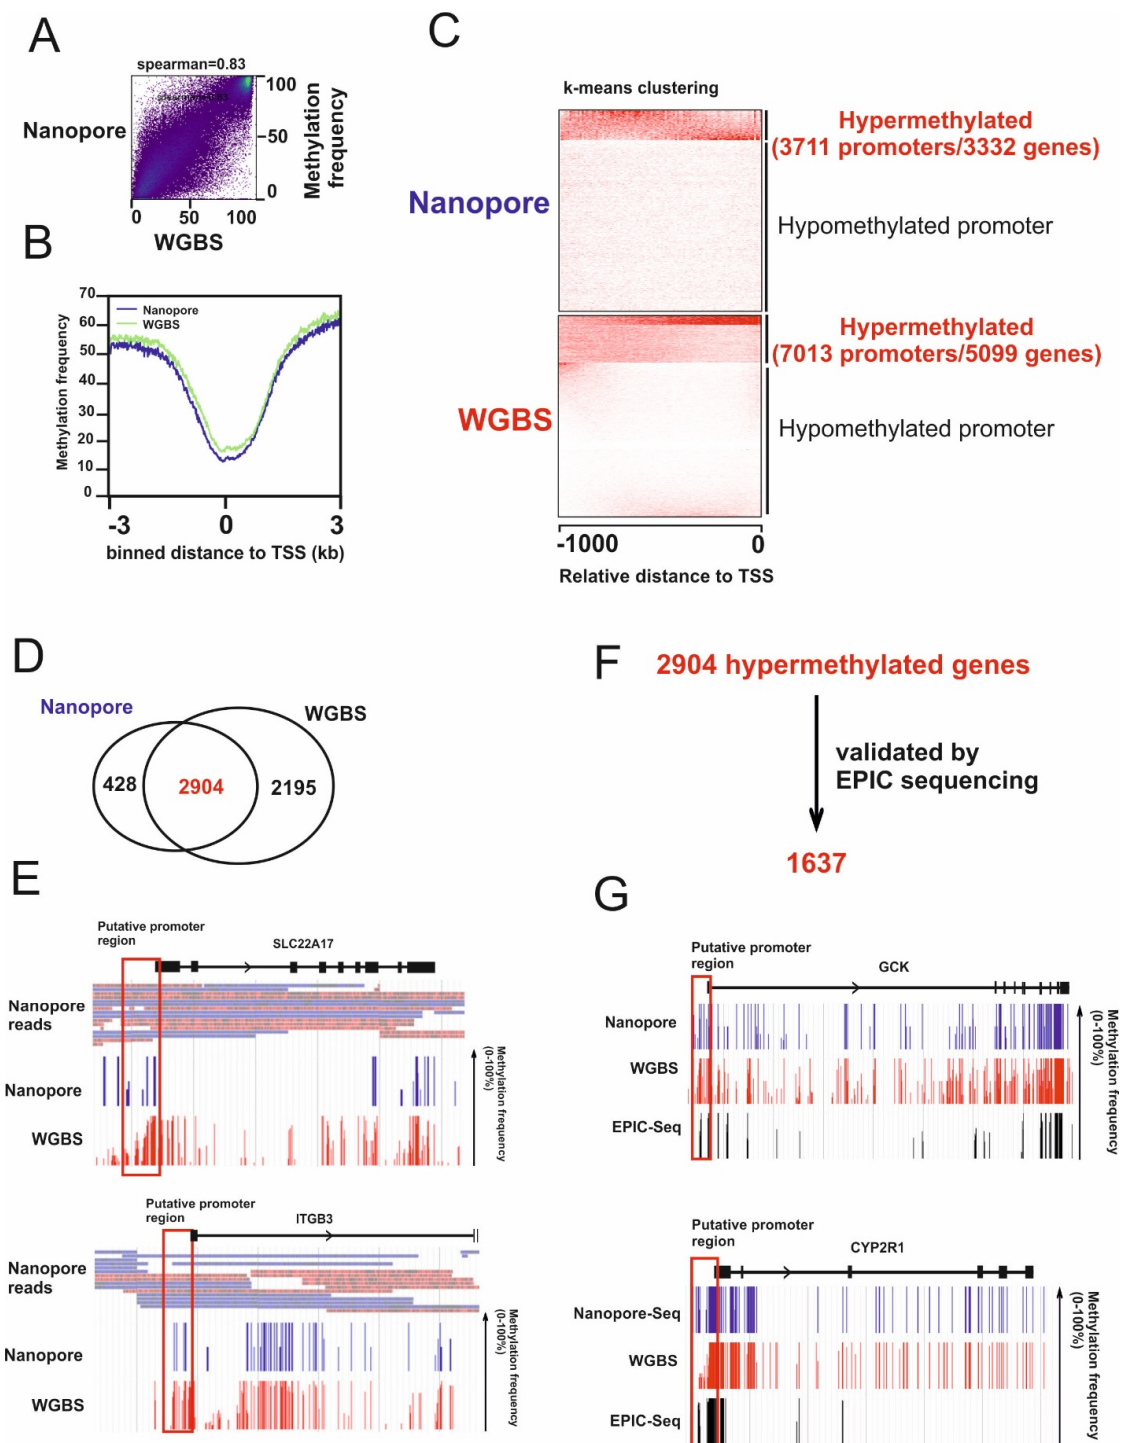 A
spearman=0.83
spearman=0.83
Nanopore
100
50
0
Methylation
frequency
0 50 100
WGBS
B
70
60
50
40
30
20
10
0
Methylation frequency
Nanopore
WGBS
-3 0 3
binned distance to TSS (kb)
C
k-means clustering
Nanopore
Hypermethylated
(3711 promoters/3332 genes)
Hypomethylated promoter
WGBS
Hypermethylated
(7013 promoters/5099 genes)
Hypomethylated promoter
-1000 0
Relative distance to TSS
D
Nanopore
WGBS
428
2904
2195
E
Putative promoter
region
SLC22A17
Nanopore
reads
Nanopore
WGBS
Methylation frequency
(0-100%)
Putative promoter
region
ITGB3
Nanopore
reads
Nanopore
WGBS
Methylation frequency
(0-100%)
F
2904 hypermethylated genes
validated by
EPIC sequencing
1637
G
Putative promoter
region
GCK
Nanopore
WGBS
EPIC-Seq
Methylation frequency
(0-100%)
Putative promoter
region
CYP2R1
Nanopore-Seq
WGBS
EPIC-Seq
Methylation frequency
(0-100%)